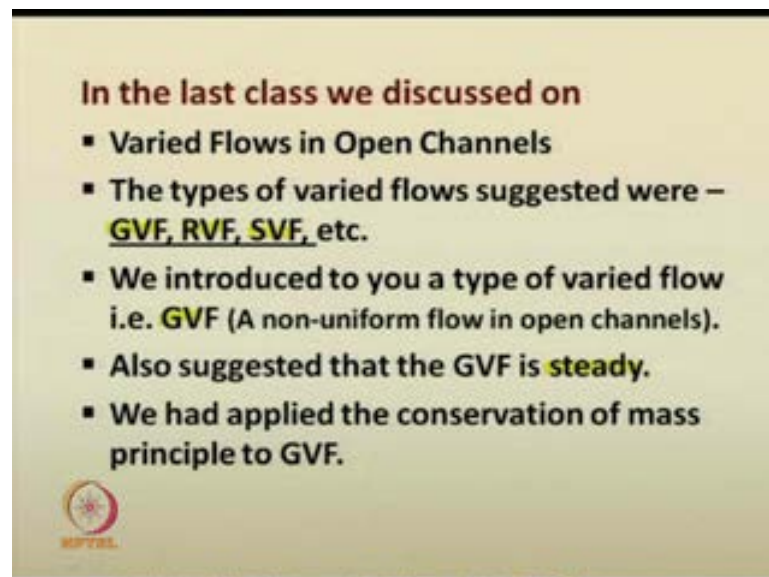 In the last class we discussed on
▪ Varied Flows in Open Channels
▪ The types of varied flows suggested were –
GVF, RVF, SVF, etc.
▪ We introduced to you a type of varied flow
i.e. GVF (A non-uniform flow in open channels).
▪ Also suggested that the GVF is steady.
▪ We had applied the conservation of mass
principle to GVF.
NPTEL